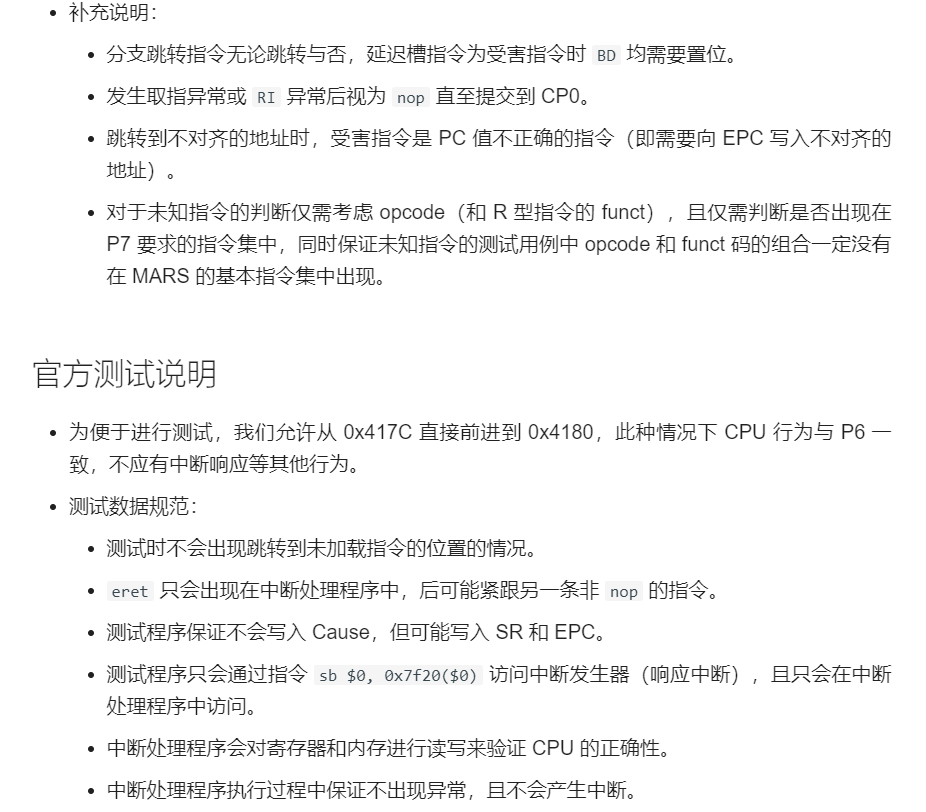 补充说明：
分支跳转指令无论跳转与否，延迟槽指令为受害指令时 BD 均需要置位。
发生取指异常或 RI 异常后视为 nop 直至提交到 CP0。
跳转到不对齐的地址时，受害指令是 PC 值不正确的指令（即需要向 EPC 写入不对齐的
地址）。
对于未知指令的判断仅需考虑 opcode（和 R 型指令的 funct），且仅需判断是否出现在
P7 要求的指令集中，同时保证未知指令的测试用例中 opcode 和 funct 码的组合一定没有
在 MARS 的基本指令集中出现。
官方测试说明
为便于进行测试，我们允许从 0x417C 直接前进到 0x4180，此种情况下 CPU 行为与 P6 一
致，不应有中断响应等其他行为。
测试数据规范：
测试时不会出现跳转到未加载指令的位置的情况。
eret 只会出现在中断处理程序中，后可能紧跟另一条非 nop 的指令。
测试程序保证不会写入 Cause，但可能写入 SR 和 EPC。
测试程序只会通过指令 sb $0, 0x7f20($0) 访问中断发生器（响应中断），且只会在中断
处理程序中访问。
中断处理程序会对寄存器和内存进行读写来验证 CPU 的正确性。
中断处理程序执行过程中保证不出现异常，且不会产生中断。